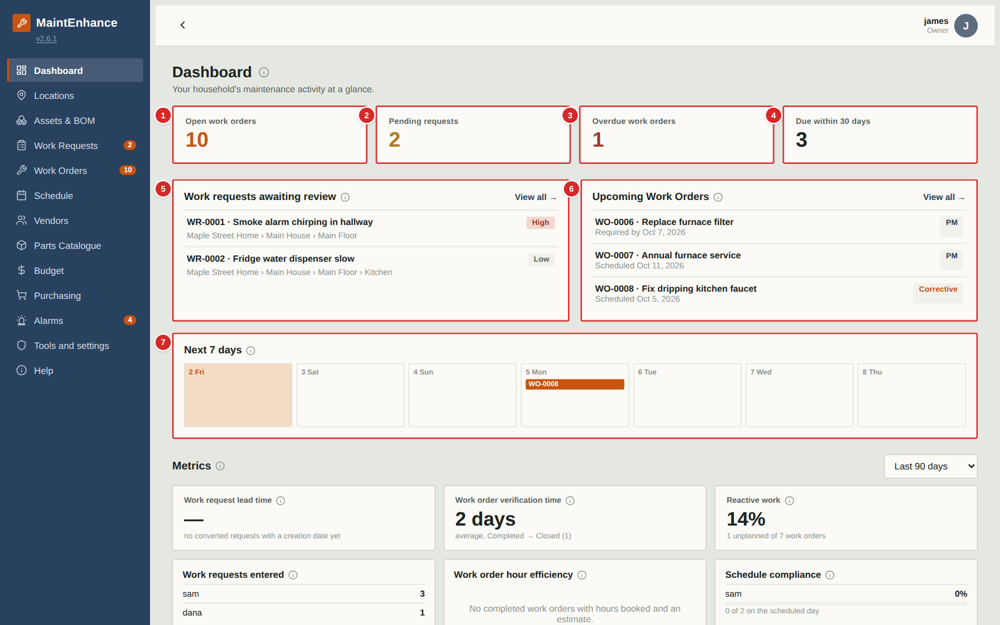 MaintEnhance
v2.6.1
Dashboard
Locations
Assets & BOM
Work Requests 2
Work Orders 10
Schedule
Vendors
Parts Catalogue
Budget
Purchasing
Alarms 4
Tools and settings
Help
james
Owner
J
Dashboard
Your household's maintenance activity at a glance.
1
Open work orders
10
2
Pending requests
2
3
Overdue work orders
1
4
Due within 30 days
3
5
Work requests awaiting review View all →
WR-0001 · Smoke alarm chirping in hallway High
Maple Street Home › Main House › Main Floor
WR-0002 · Fridge water dispenser slow Low
Maple Street Home › Main House › Main Floor › Kitchen
6
Upcoming Work Orders View all →
WO-0006 · Replace furnace filter PM
Required by Oct 7, 2026
WO-0007 · Annual furnace service PM
Scheduled Oct 11, 2026
WO-0008 · Fix dripping kitchen faucet Corrective
Scheduled Oct 5, 2026
7
Next 7 days
2 Fri
3 Sat
4 Sun
5 Mon
WO-0008
6 Tue
7 Wed
8 Thu
Metrics
Last 90 days
Work request lead time
—
no converted requests with a creation date yet
Work order verification time
2 days
average, Completed → Closed (1)
Reactive work
14%
1 unplanned of 7 work orders
Work requests entered
sam 3
dana 1
Work order hour efficiency
No completed work orders with hours booked and an
estimate.
Schedule compliance
sam 0%
0 of 2 on the scheduled day